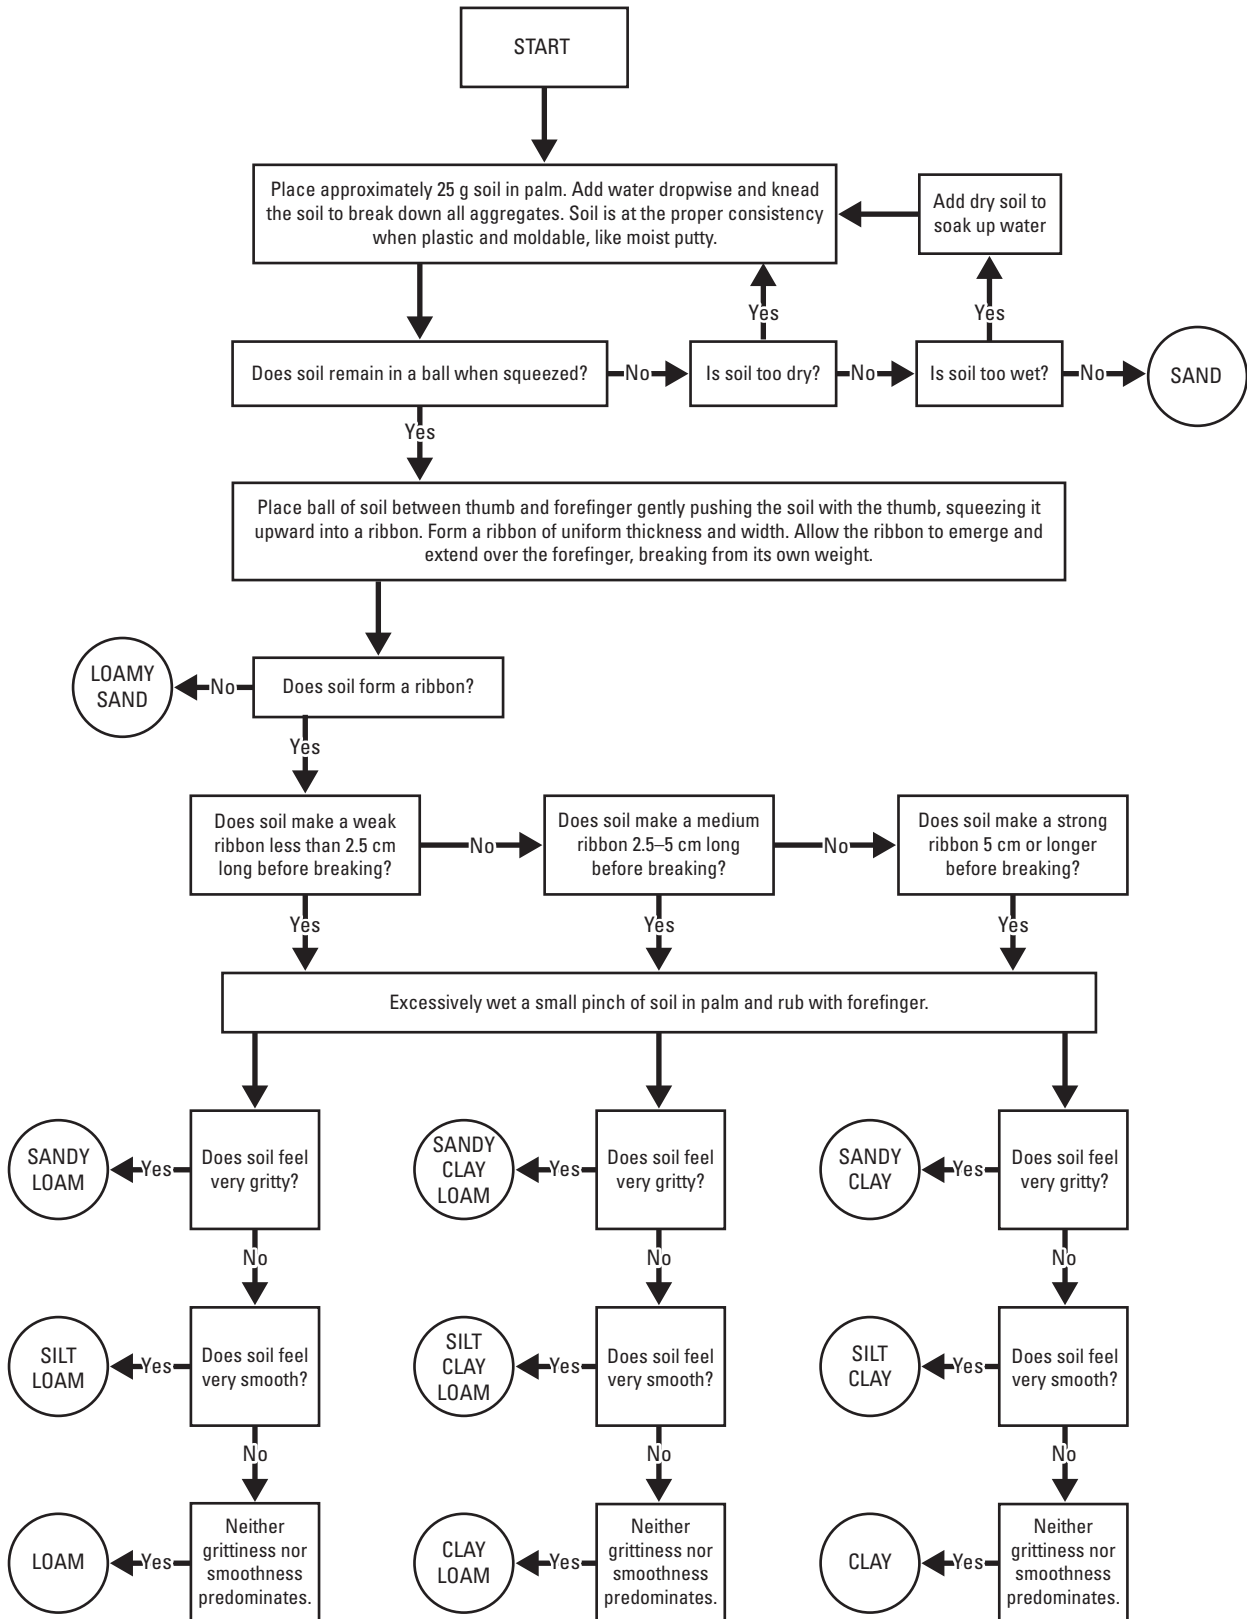 START
Place approximately 25 g soil in palm. Add water dropwise and knead
the soil to break down all aggregates. Soil is at the proper consistency
when plastic and moldable, like moist putty.
Add dry soil to
soak up water
Yes
Yes
Does soil remain in a ball when squeezed?
No
Is soil too dry?
No
Is soil too wet?
No
SAND
Yes
Place ball of soil between thumb and forefinger gently pushing the soil with the thumb, squeezing it
upward into a ribbon. Form a ribbon of uniform thickness and width. Allow the ribbon to emerge and
extend over the forefinger, breaking from its own weight.
LOAMY
SAND
No
Does soil form a ribbon?
Yes
Does soil make a weak
ribbon less than 2.5 cm
long before breaking?
No
Does soil make a medium
ribbon 2.5–5 cm long
before breaking?
No
Does soil make a strong
ribbon 5 cm or longer
before breaking?
Yes
Yes
Yes
Excessively wet a small pinch of soil in palm and rub with forefinger.
SANDY
LOAM
Yes
Does soil feel
very gritty?
SANDY
CLAY
LOAM
Yes
Does soil feel
very gritty?
SANDY
CLAY
Yes
Does soil feel
very gritty?
No
No
No
SILT
LOAM
Yes
Does soil feel
very smooth?
SILT
CLAY
LOAM
Yes
Does soil feel
very smooth?
SILT
CLAY
Yes
Does soil feel
very smooth?
No
No
No
LOAM
Yes
Neither
grittiness nor
smoothness
predominates.
CLAY
LOAM
Yes
Neither
grittiness nor
smoothness
predominates.
CLAY
Yes
Neither
grittiness nor
smoothness
predominates.